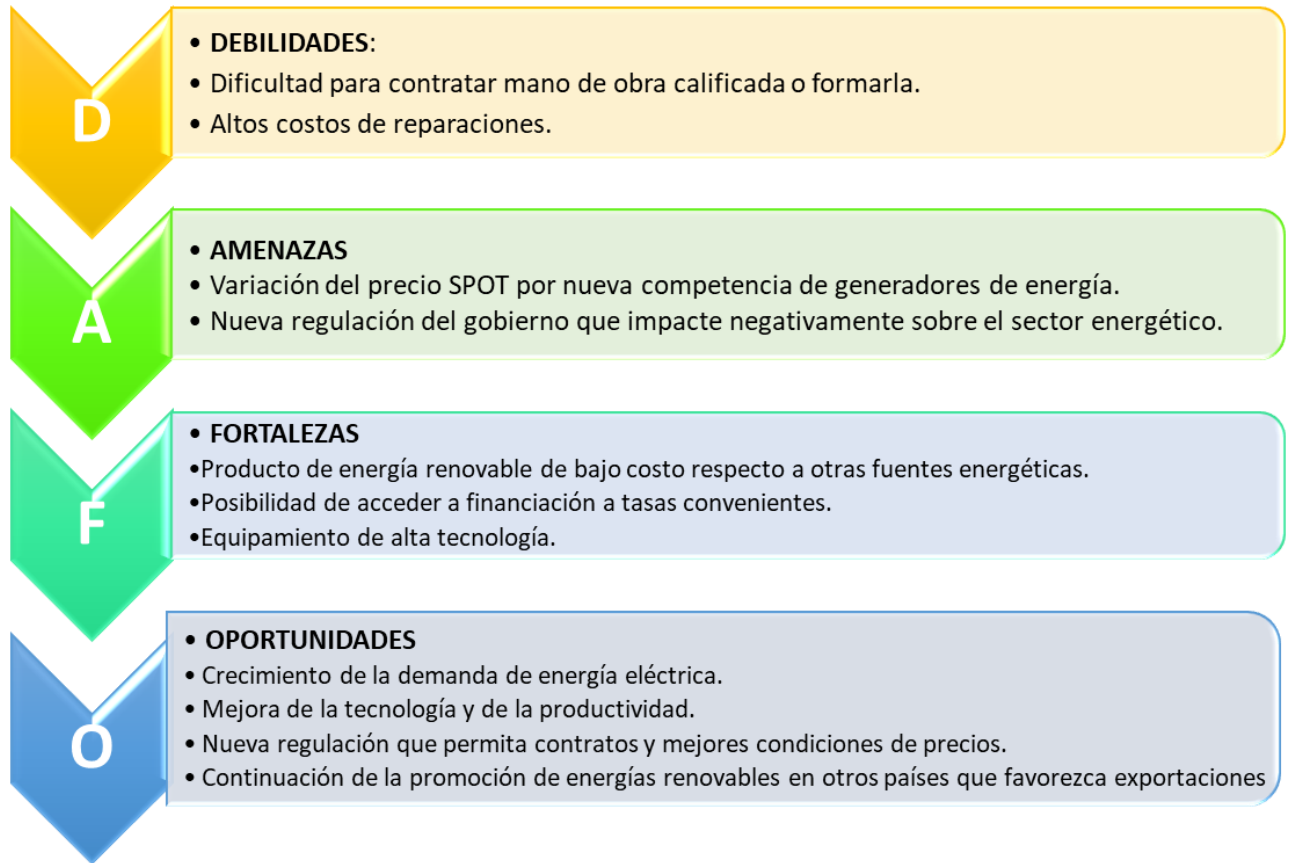 D
• DEBILIDADES:
• Dificultad para contratar mano de obra calificada o formarla.
• Altos costos de reparaciones.
A
• AMENAZAS
• Variación del precio SPOT por nueva competencia de generadores de energía.
• Nueva regulación del gobierno que impacte negativamente sobre el sector energético.
F
• FORTALEZAS
•Producto de energía renovable de bajo costo respecto a otras fuentes energéticas.
•Posibilidad de acceder a financiación a tasas convenientes.
•Equipamiento de alta tecnología.
O
• OPORTUNIDADES
• Crecimiento de la demanda de energía eléctrica.
• Mejora de la tecnología y de la productividad.
• Nueva regulación que permita contratos y mejores condiciones de precios.
• Continuación de la promoción de energías renovables en otros países que favorezca exportaciones